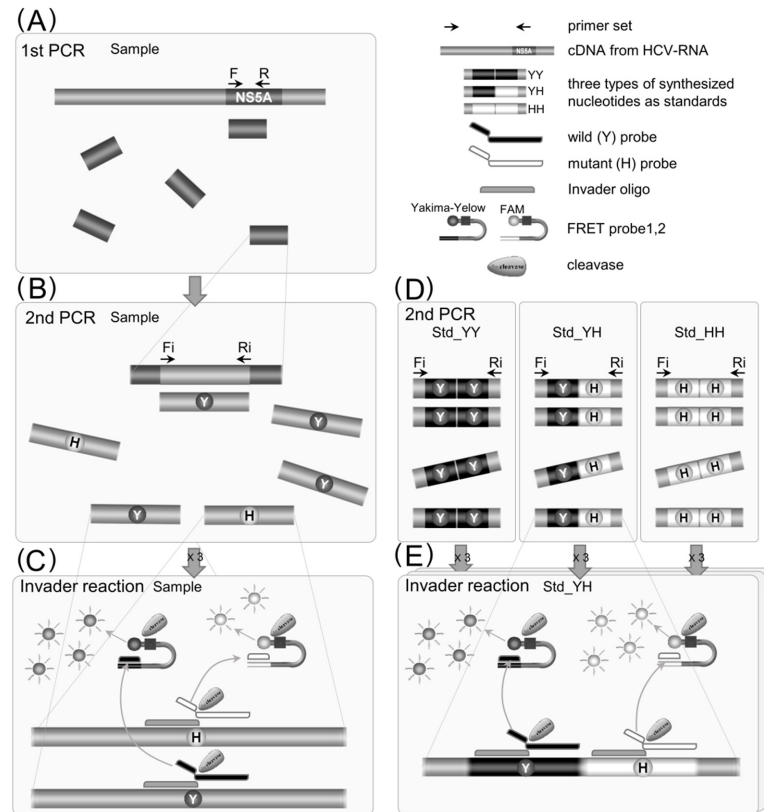 (A)
1st PCR Sample
F R
NS5A
primer set
NS5A
cDNA from HCV-RNA
YY
YH
HH
three types of synthesized
nucleotides as standards
wild (Y) probe
mutant (H) probe
Invader oligo
Yakima-Yelow FAM
FRET probe1,2
cleavase
cleavase
(B)
2nd PCR Sample
Fi Ri
Y
H
Y
Y
Y
H
(D)
2nd PCR
Std_YY Std_YH Std_HH
Fi Ri Fi Ri Fi Ri
Y Y Y H H H
Y Y Y H H H
Y Y Y H H H
Y Y Y H H H
(C)
x 3
Invader reaction Sample
cleavase cleavase
cleavase
H
cleavase
Y
(E)
x 3 x 3 x 3
Invader reaction Std_YH
cleavase cleavase
cleavase cleavase
Y H